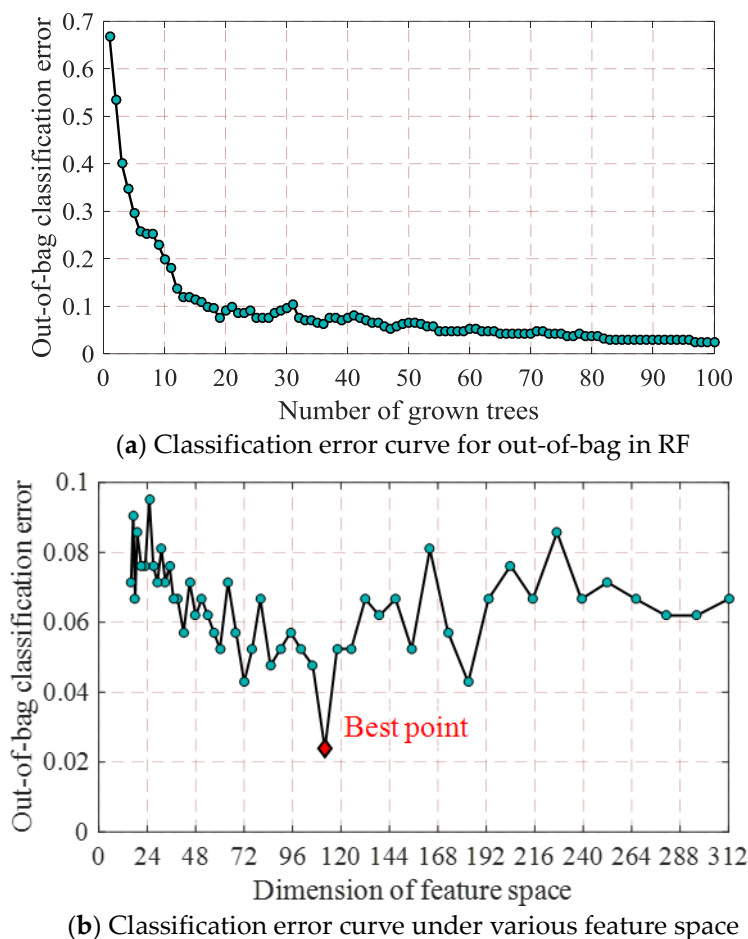 0.7
0.6
0.5
0.4
0.3
0.2
0.1
0
Out-of-bag classification error
0 10 20 30 40 50 60 70 80 90 100
Number of grown trees
(a) Classification error curve for out-of-bag in RF
0.1
0.08
0.06
0.04
0.02
0
Out-of-bag classification error
Best point
0 24 48 72 96 120 144 168 192 216 240 264 288 312
Dimension of feature space
(b) Classification error curve under various feature space